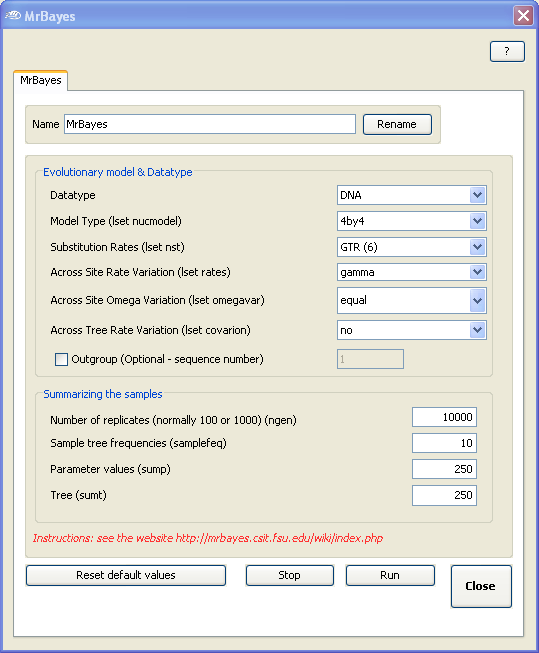 MrBayes
?
MrBayes
Name MrBayes Rename
Evolutionary model & Datatype
Datatype DNA
Model Type (lset nucmodel) 4by4
Substitution Rates (lset nst) GTR (6)
Across Site Rate Variation (lset rates) gamma
Across Site Omega Variation (lset omegavar) equal
Across Tree Rate Variation (lset covarion) no
Outgroup (Optional - sequence number) 1
Summarizing the samples
Number of replicates (normally 100 or 1000) (ngen) 10000
Sample tree frequencies (samplefeq) 10
Parameter values (sump) 250
Tree (sumt) 250
Instructions: see the website http://mrbayes.csit.fsu.edu/wiki/index.php
Reset default values Stop Run Close